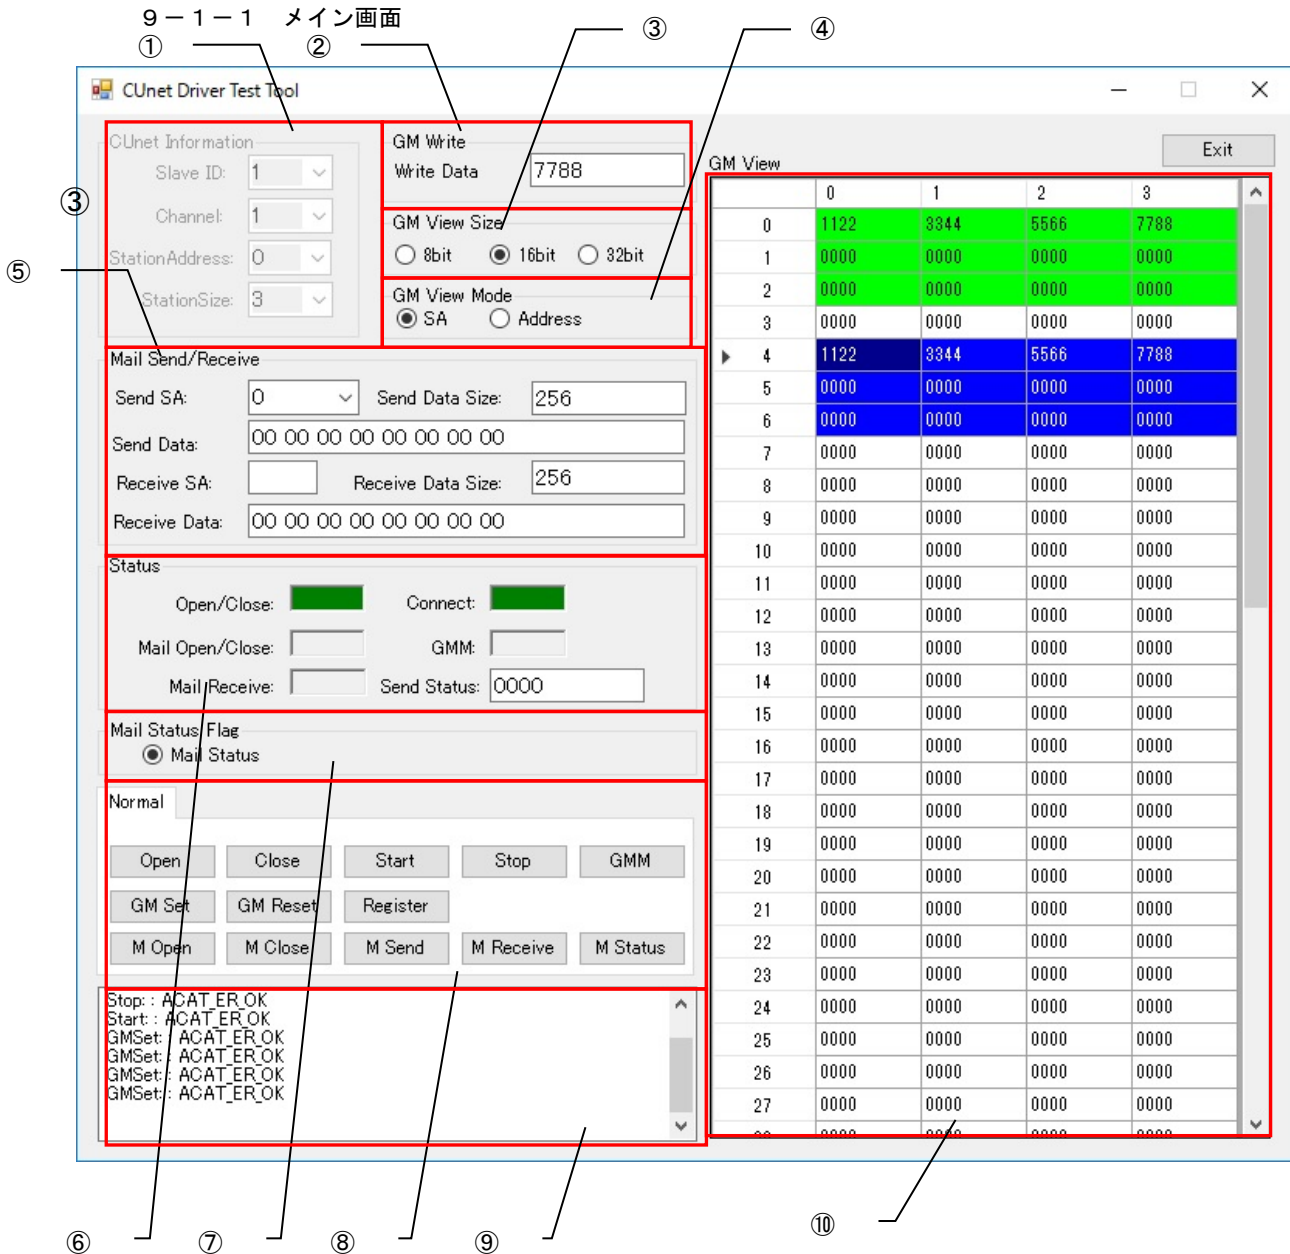 9－1－1　メイン画面
① ② ③ ④
CUnet Driver Test Tool
CUnet Information
Slave ID: 1
Channel: 1
StationAddress: 0
StationSize: 3
③
⑤
GM Write
Write Data 7788
GM View Size
8bit 16bit 32bit
GM View Mode
SA Address
Mail Send/Receive
Send SA: 0 Send Data Size: 256
Send Data: 00 00 00 00 00 00 00 00
Receive SA: Receive Data Size: 256
Receive Data: 00 00 00 00 00 00 00 00
Status
Open/Close: Connect:
Mail Open/Close: GMM:
Mail Receive: Send Status: 0000
Mail Status Flag
Mail Status
Normal
Open Close Start Stop GMM
GM Set GM Reset Register
M Open M Close M Send M Receive M Status
Stop: : ACAT_ER_OK
Start: : ACAT_ER_OK
GMSet: : ACAT_ER_OK
GMSet: : ACAT_ER_OK
GMSet: : ACAT_ER_OK
GMSet: : ACAT_ER_OK
Exit
GM View
0 1 2 3
0 1122 3344 5566 7788
1 0000 0000 0000 0000
2 0000 0000 0000 0000
3 0000 0000 0000 0000
4 1122 3344 5566 7788
5 0000 0000 0000 0000
6 0000 0000 0000 0000
7 0000 0000 0000 0000
8 0000 0000 0000 0000
9 0000 0000 0000 0000
10 0000 0000 0000 0000
11 0000 0000 0000 0000
12 0000 0000 0000 0000
13 0000 0000 0000 0000
14 0000 0000 0000 0000
15 0000 0000 0000 0000
16 0000 0000 0000 0000
17 0000 0000 0000 0000
18 0000 0000 0000 0000
19 0000 0000 0000 0000
20 0000 0000 0000 0000
21 0000 0000 0000 0000
22 0000 0000 0000 0000
23 0000 0000 0000 0000
24 0000 0000 0000 0000
25 0000 0000 0000 0000
26 0000 0000 0000 0000
27 0000 0000 0000 0000
⑥ ⑦ ⑧ ⑨ ⑩